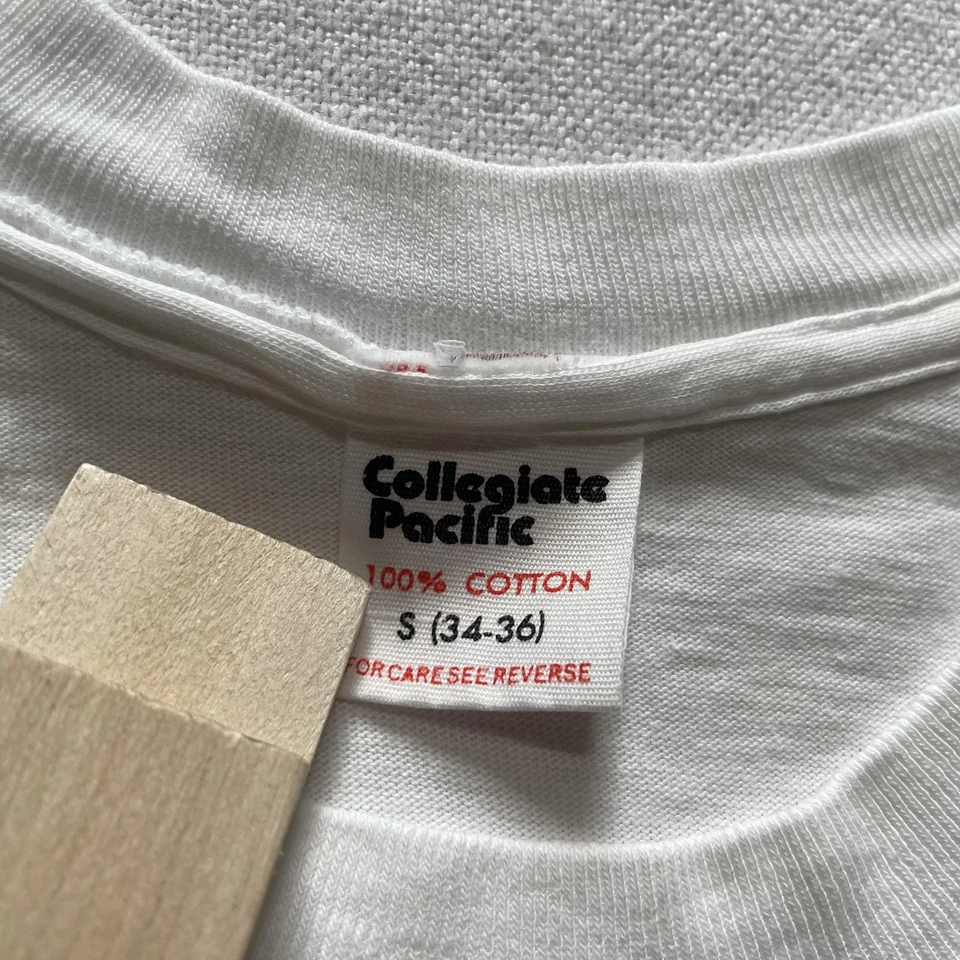 Collegiate
Pacific
100% COTTON
S (34-36)
FOR CARE SEE REVERSE